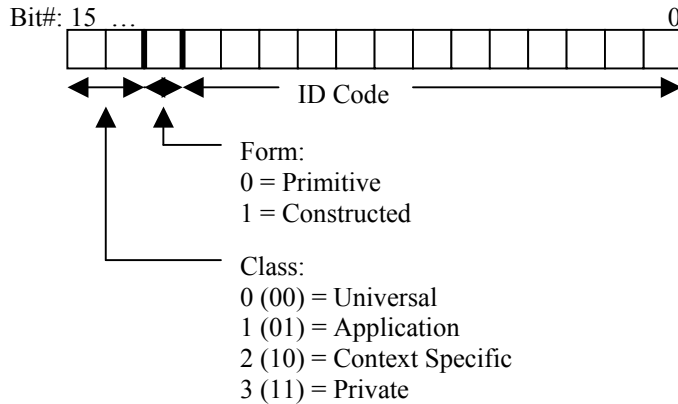 Bit#: 15 ... 0
ID Code
Form:
0 = Primitive
1 = Constructed
Class:
0 (00) = Universal
1 (01) = Application
2 (10) = Context Specific
3 (11) = Private